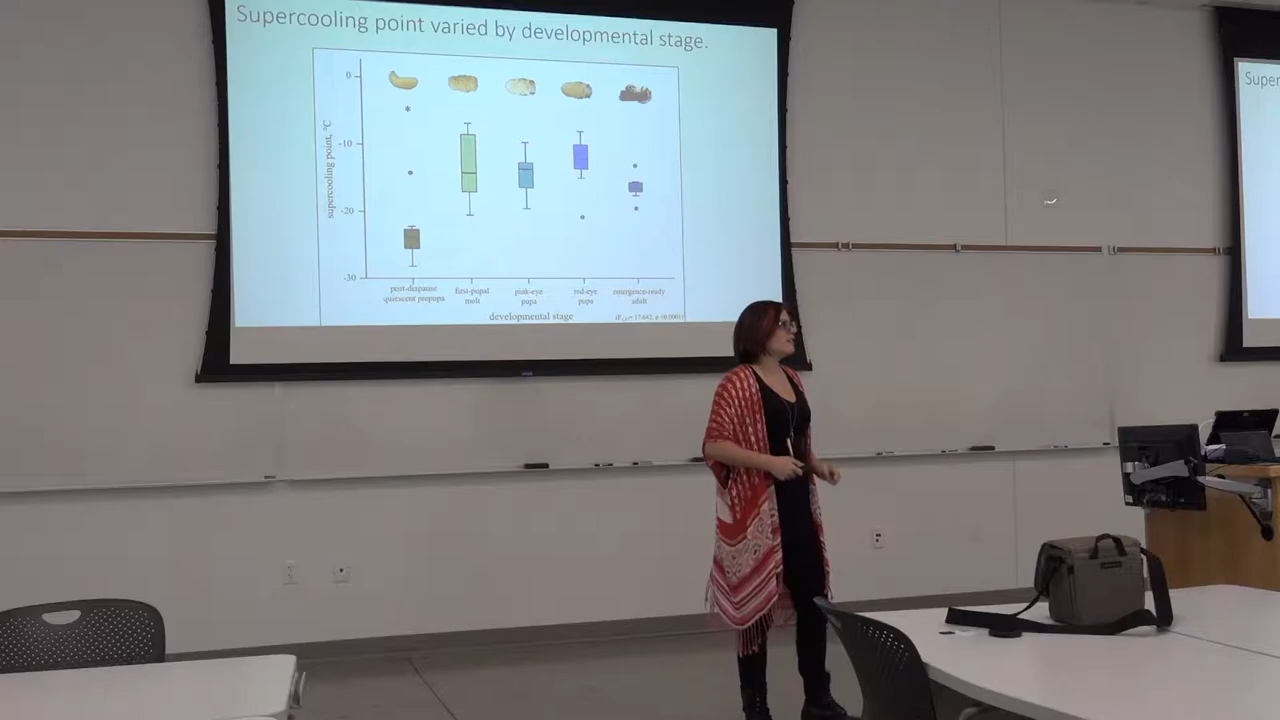 Supercooling point varied by developmental stage.
Super
0
-10
-20
-30
supercooling point, °C
post-diapause
quiescent prepupa
first-pupal
molt
pink-eye
pupa
red-eye
pupa
emergence-ready
adult
developmental stage